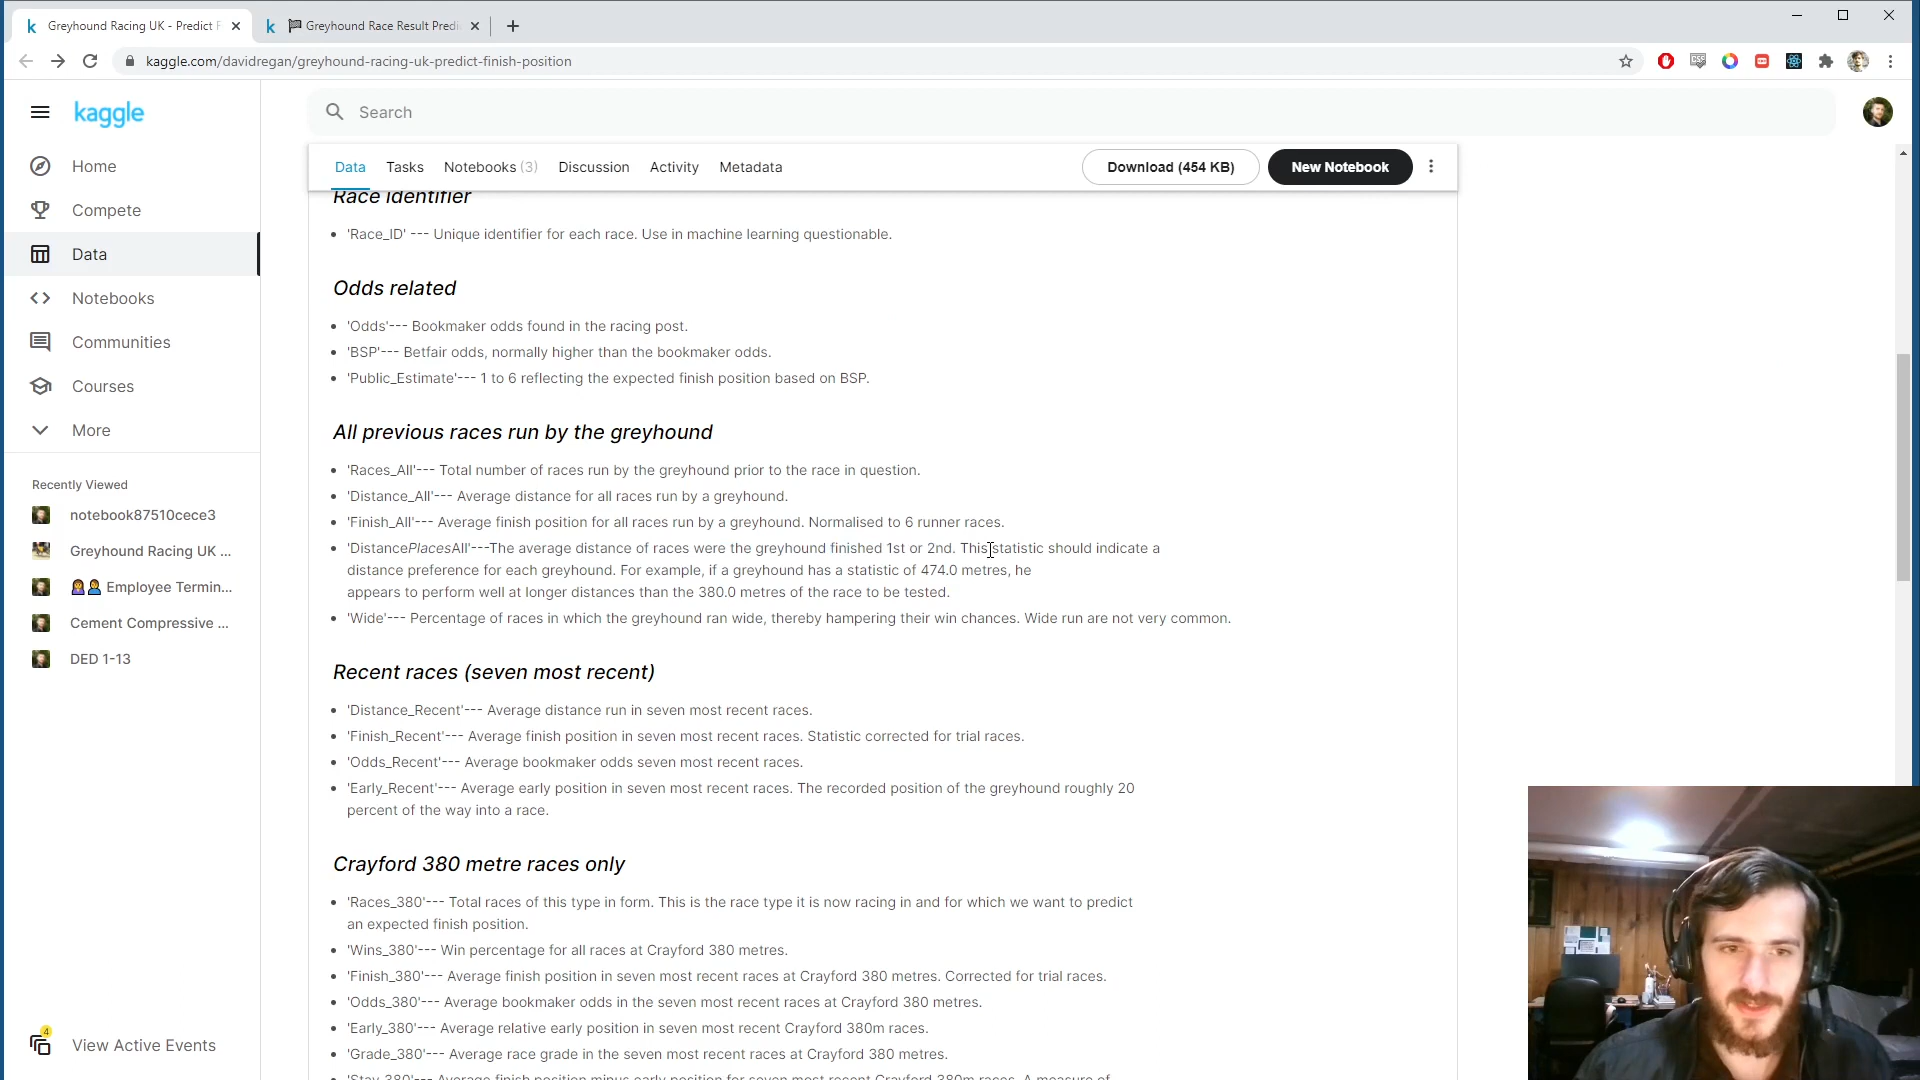 Greyhound Racing UK - Predict F
Greyhound Race Result Predi
kaggle.com/davidregan/greyhound-racing-uk-predict-finish-position
kaggle
Search
Home
Compete
Data
Notebooks
Communities
Courses
More
Recently Viewed
notebook87510cece3
Greyhound Racing UK ...
Employee Termin...
Cement Compressive ...
DED 1-13
4
View Active Events
Data Tasks Notebooks (3) Discussion Activity Metadata
Download (454 KB)
New Notebook
Race identifier
'Race_ID' --- Unique identifier for each race. Use in machine learning questionable.
Odds related
'Odds'--- Bookmaker odds found in the racing post.
'BSP'--- Betfair odds, normally higher than the bookmaker odds.
'Public_Estimate'--- 1 to 6 reflecting the expected finish position based on BSP.
All previous races run by the greyhound
'Races_All'--- Total number of races run by the greyhound prior to the race in question.
'Distance_All'--- Average distance for all races run by a greyhound.
'Finish_All'--- Average finish position for all races run by a greyhound. Normalised to 6 runner races.
'DistancePlacesAll'---The average distance of races were the greyhound finished 1st or 2nd. This statistic should indicate a
distance preference for each greyhound. For example, if a greyhound has a statistic of 474.0 metres, he
appears to perform well at longer distances than the 380.0 metres of the race to be tested.
'Wide'--- Percentage of races in which the greyhound ran wide, thereby hampering their win chances. Wide run are not very common.
Recent races (seven most recent)
'Distance_Recent'--- Average distance run in seven most recent races.
'Finish_Recent'--- Average finish position in seven most recent races. Statistic corrected for trial races.
'Odds_Recent'--- Average bookmaker odds seven most recent races.
'Early_Recent'--- Average early position in seven most recent races. The recorded position of the greyhound roughly 20
percent of the way into a race.
Crayford 380 metre races only
'Races_380'--- Total races of this type in form. This is the race type it is now racing in and for which we want to predict
an expected finish position.
'Wins_380'--- Win percentage for all races at Crayford 380 metres.
'Finish_380'--- Average finish position in seven most recent races at Crayford 380 metres. Corrected for trial races.
'Odds_380'--- Average bookmaker odds in the seven most recent races at Crayford 380 metres.
'Early_380'--- Average relative early position in seven most recent Crayford 380m races.
'Grade_380'--- Average race grade in the seven most recent races at Crayford 380 metres.
'Stay_380'--- Average finish position minus early position for seven most recent Crayford 380m races. A measure of